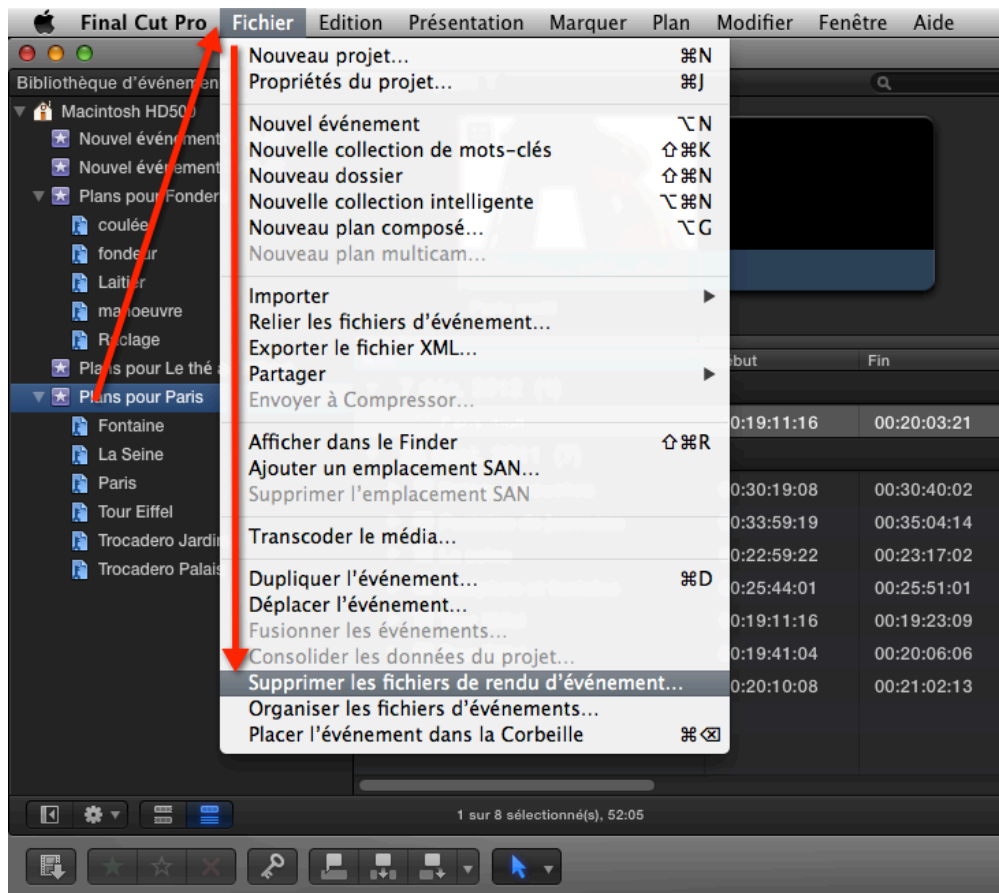 Final Cut Pro Fichier Edition Présentation Marquer Plan Modifier Fenêtre Aide
Bibliothèque d'événemen
Macintosh HD500
Nouvel événement
Nouvel événement
Plans pour Fonder
coulée
fondeur
Laitier
manoeuvre
Raclage
Plans pour Le thé
Plans pour Paris
Fontaine
La Seine
Paris
Tour Eiffel
Trocadero Jardi
Trocadero Palais
Nouveau projet... ⌘N
Propriétés du projet... ⌘J
Nouvel événement ⌥N
Nouvelle collection de mots-clés ⇧⌘K
Nouveau dossier ⇧⌘N
Nouvelle collection intelligente ⌥⌘N
Nouveau plan composé... ⌥G
Nouveau plan multicam...
Importer ▶
Relier les fichiers d'événement...
Exporter le fichier XML...
Partager ▶
Envoyer à Compressor...
Afficher dans le Finder ⇧⌘R
Ajouter un emplacement SAN...
Supprimer l'emplacement SAN
Transcoder le média...
Dupliquer l'événement... ⌘D
Déplacer l'événement...
Fusionner les événements...
Consolider les données du projet...
Supprimer les fichiers de rendu d'événement...
Organiser les fichiers d'événements...
Placer l'événement dans la Corbeille ⌘⌫
ébut Fin
0:19:11:16 00:20:03:21
0:30:19:08 00:30:40:02
0:33:59:19 00:35:04:14
0:22:59:22 00:23:17:02
0:25:44:01 00:25:51:01
0:19:11:16 00:19:23:09
0:19:41:04 00:20:06:06
0:20:10:08 00:21:02:13
1 sur 8 sélectionné(s), 52:05